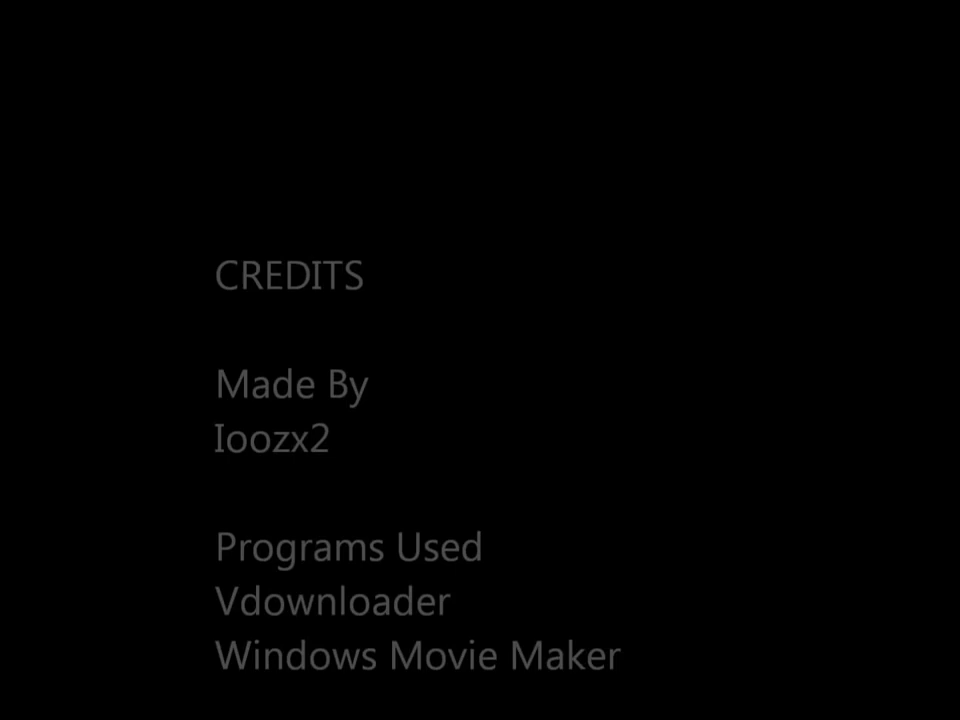 CREDITS
Made By
Ioozx2
Programs Used
Vdownloader
Windows Movie Maker